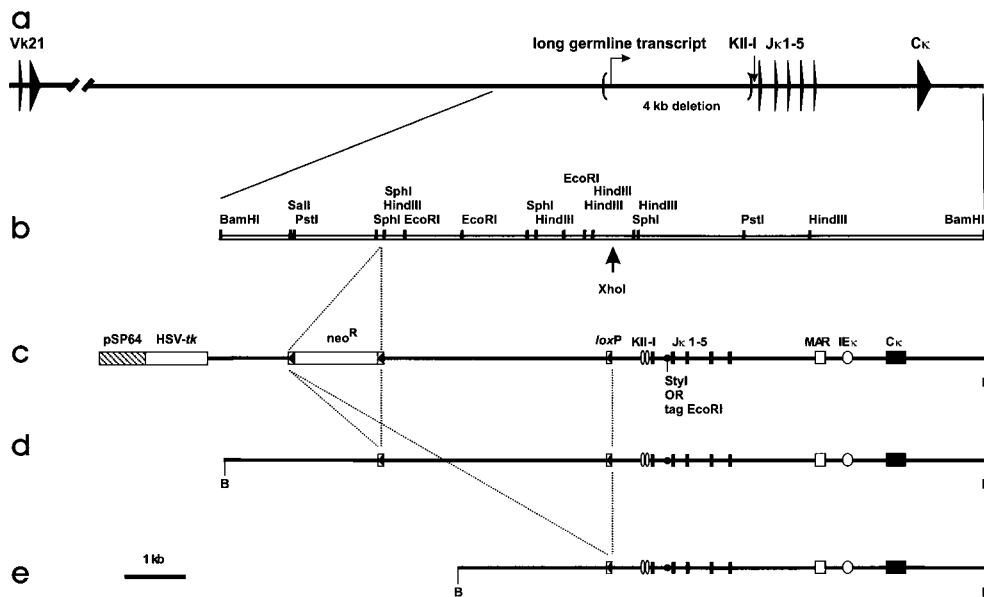 a
Vk21
long germline transcript
KII-I
Jκ1-5
Cκ
4 kb deletion
b
BamHI
SalI
PstI
SphI
HindIII
SphI
EcoRI
EcoRI
SphI
HindIII
EcoRI
HindIII
HindIII
HindIII
SphI
PstI
HindIII
BamHI
XhoI
c
pSP64
HSV-tk
neoR
loxP
KII-I
Jκ 1-5
MAR
IEκ
Cκ
StyI
OR
tag EcoRI
d
B
e
1 kb
B